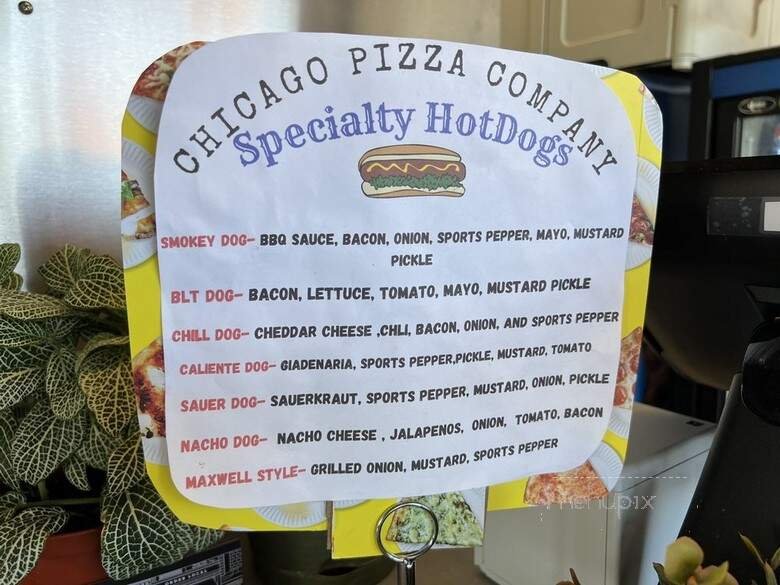 CHICAGO PIZZA COMPANY
Specialty HotDogs
SMOKEY DOG- BBQ SAUCE, BACON, ONION, SPORTS PEPPER, MAYO, MUSTARD
PICKLE
BLT DOG- BACON, LETTUCE, TOMATO, MAYO, MUSTARD PICKLE
CHILL DOG- CHEDDAR CHEESE ,CHLI, BACON, ONION, AND SPORTS PEPPER
CALIENTE DOG- GIADENARIA, SPORTS PEPPER,PICKLE, MUSTARD, TOMATO
SAUER DOG- SAUERKRAUT, SPORTS PEPPER, MUSTARD, ONION, PICKLE
NACHO DOG- NACHO CHEESE , JALAPENOS, ONION, TOMATO, BACON
MAXWELL STYLE- GRILLED ONION, MUSTARD, SPORTS PEPPER
menupix